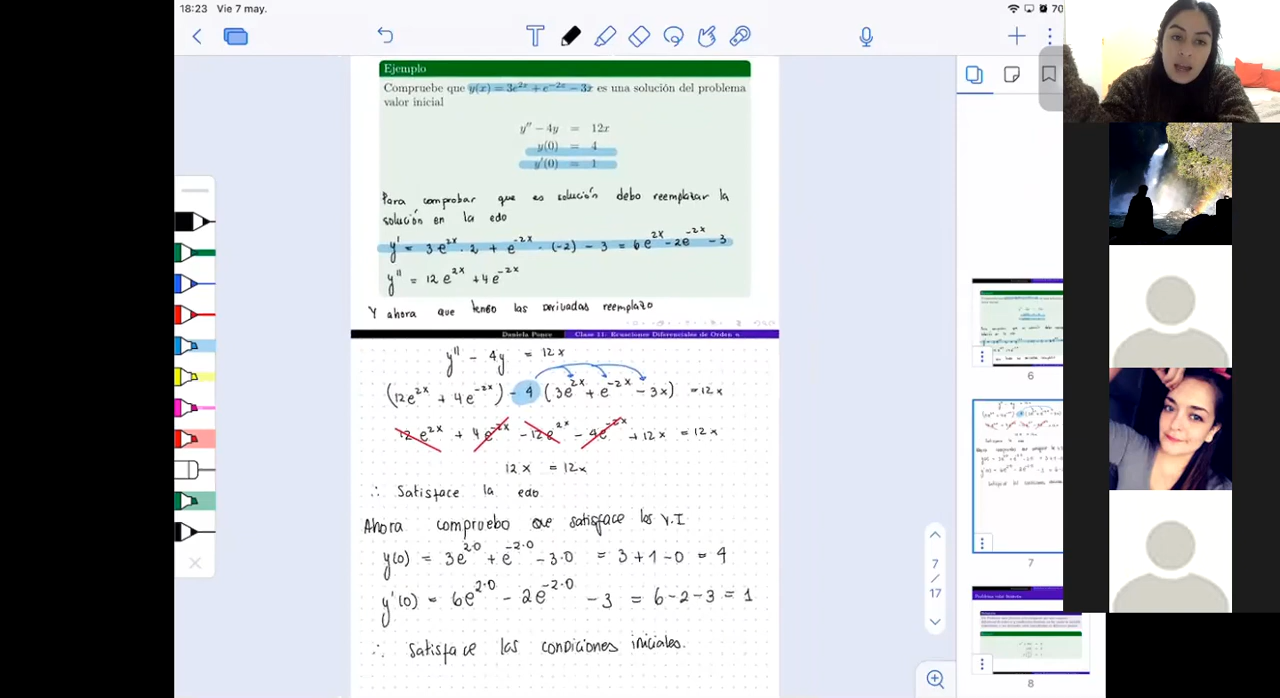 18:23 Vie 7 may.
70
Ejemplo
Compruebe que y(x) = 3e^{2x} + e^{-2x} - 3x es una solución del problema
valor inicial
y'' - 4y = 12x
y(0) = 4
y'(0) = 1
Para comprobar que es solución debo reemplazar la
solución en la edo
y' = 3e^{2x} · 2 + e^{-2x} · (-2) - 3 = 6e^{2x} - 2e^{-2x} - 3
y'' = 12e^{2x} + 4e^{-2x}
Y ahora que tengo las derivadas reemplazo
Daniela Ponce Clase 11: Ecuaciones Diferenciales de Orden n
y'' - 4y = 12x
(12e^{2x} + 4e^{-2x}) - 4 (3e^{2x} + e^{-2x} - 3x) = 12x
12e^{2x} + 4e^{-2x} - 12e^{2x} - 4e^{-2x} + 12x = 12x
12x = 12x
∴ Satisface la edo.
Ahora compruebo que satisface los V.I
y(0) = 3e^{2·0} + e^{-2·0} - 3·0 = 3 + 1 - 0 = 4
y'(0) = 6e^{2·0} - 2e^{-2·0} - 3 = 6 - 2 - 3 = 1
∴ Satisface las condiciones iniciales.
7
/
17
6
7
8